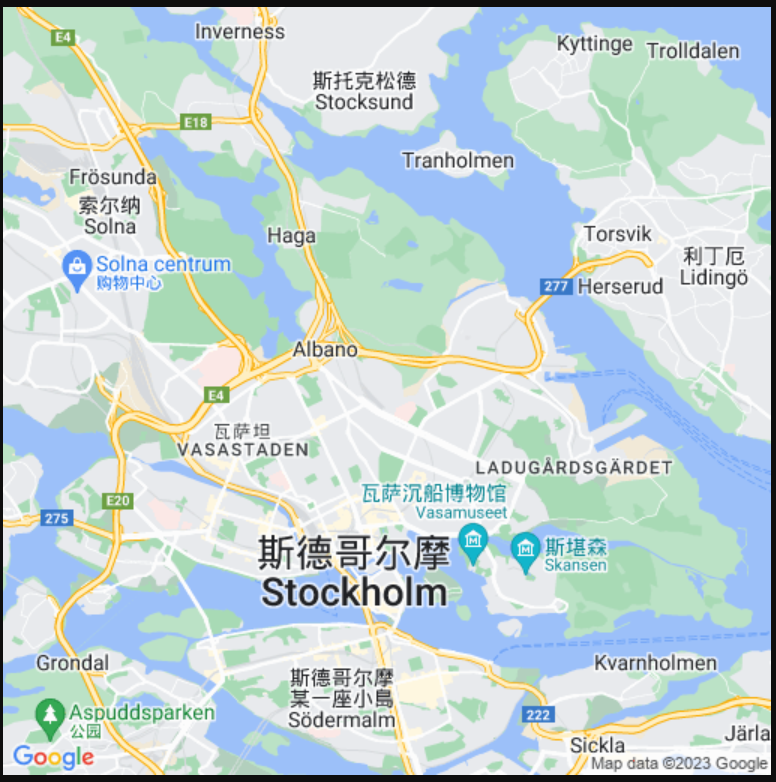 E4
Inverness
Kyttinge
Trolldalen
斯托克松德
Stocksund
E18
Tranholmen
Frösunda
索尔纳
Solna
Haga
Torsvik
利丁厄
Lidingö
Solna centrum
购物中心
277
Herserud
Albano
E4
瓦萨坦
VASASTADEN
LADUGÅRDSGÄRDET
E20
瓦萨沉船博物馆
Vasamuseet
275
斯德哥尔摩
Stockholm
斯堪森
Skansen
Grondal
Kvarnholmen
斯德哥尔摩
某一座小島
Södermalm
Aspuddsparken
公园
222
Järla
Sickla
Google
Map data ©2023 Google